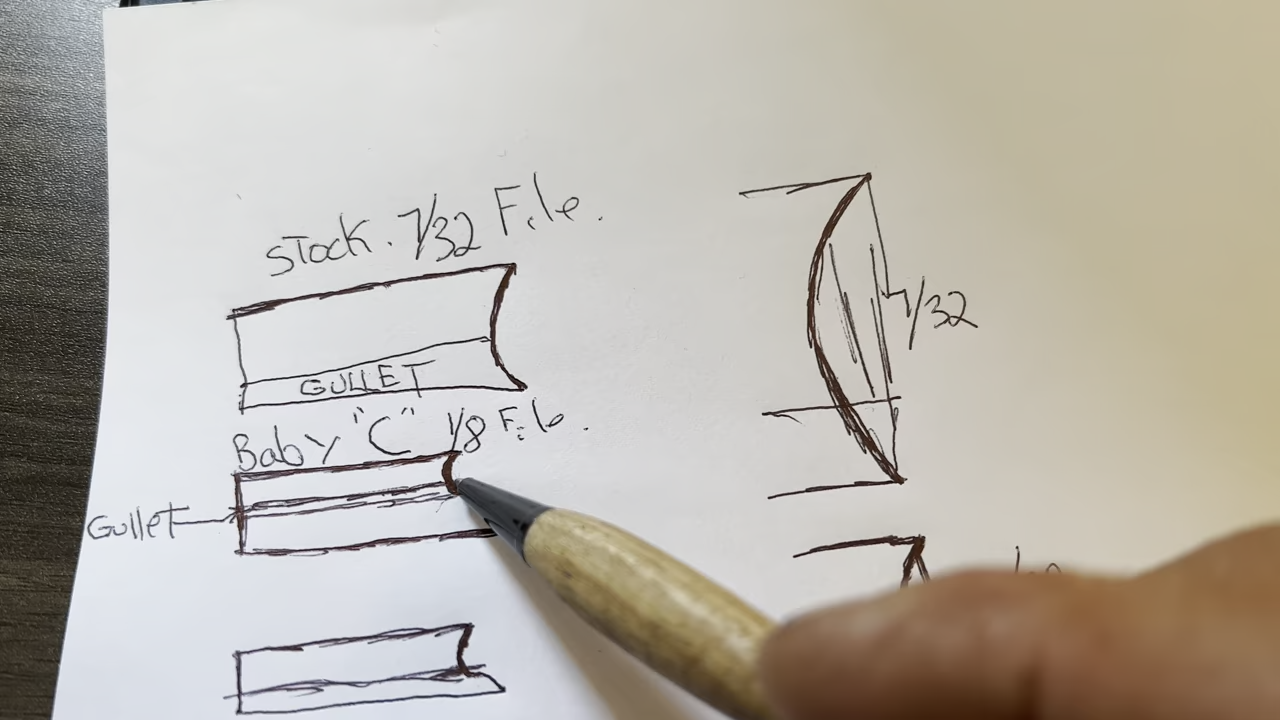 STOCK. 7/32 File.
GULLET
Baby "C" 1/8 File.
Gullet
7/32